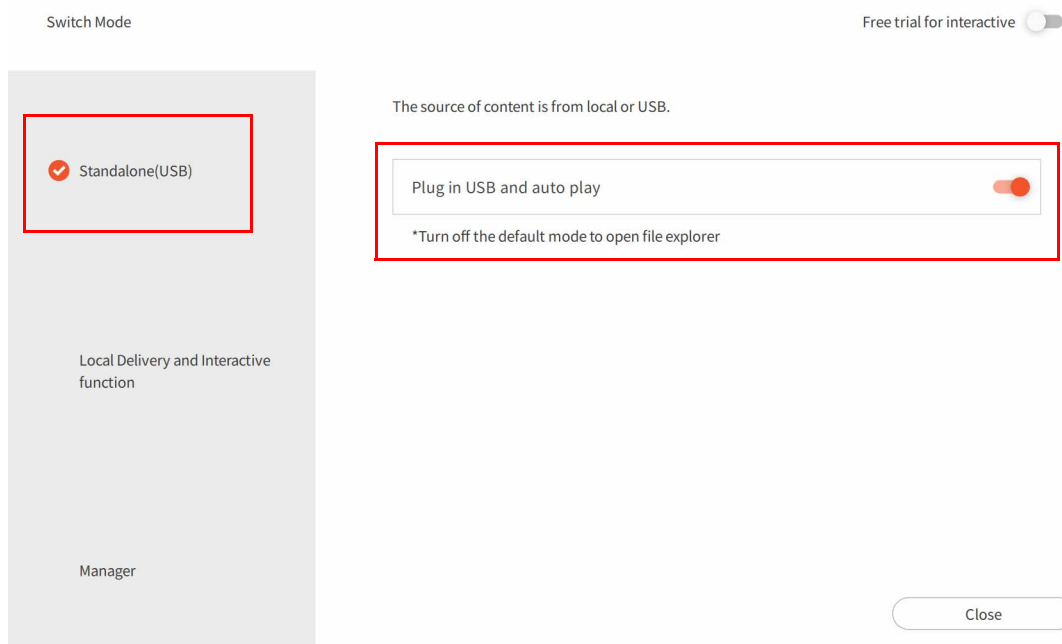 Switch Mode
Free trial for interactive
The source of content is from local or USB.
Standalone(USB)
Plug in USB and auto play
*Turn off the default mode to open file explorer
Local Delivery and Interactive
function
Manager
Close